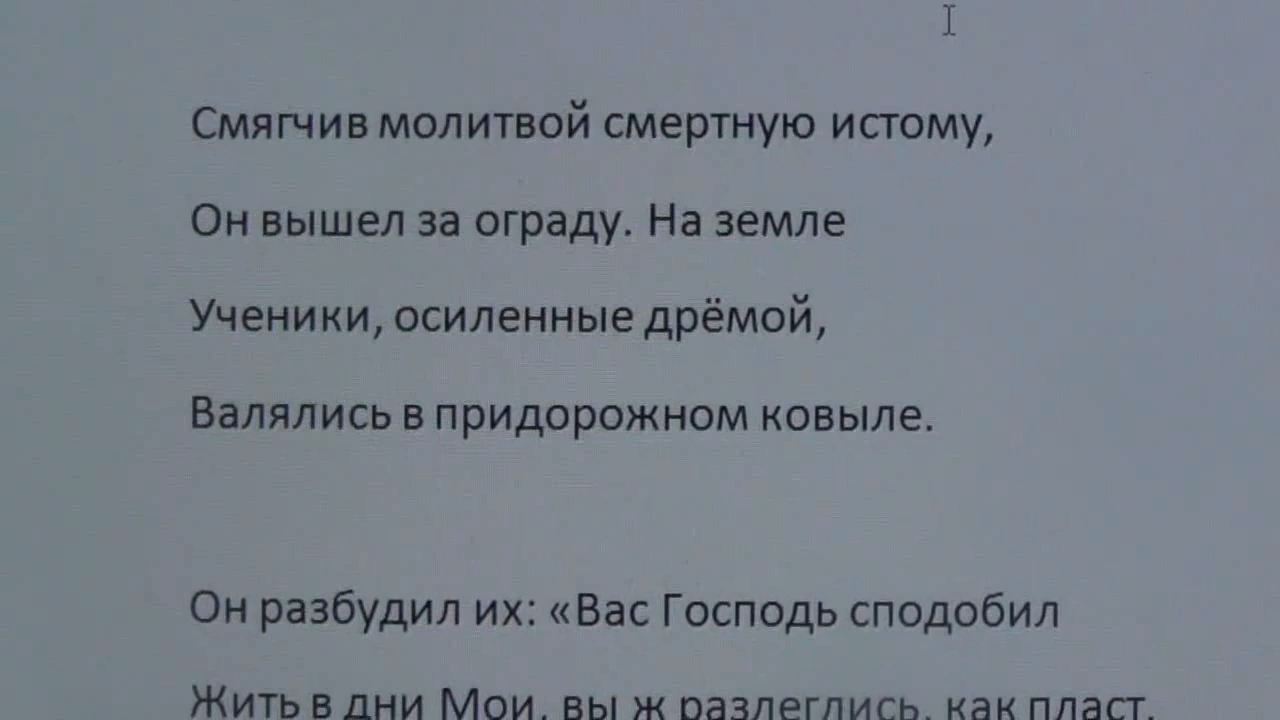 Смягчив молитвой смертную истому,
Он вышел за ограду. На земле
Ученики, осиленные дрёмой,
Валялись в придорожном ковыле.
Он разбудил их: «Вас Господь сподобил
Жить в дни Мои, вы ж разлеглись, как пласт.